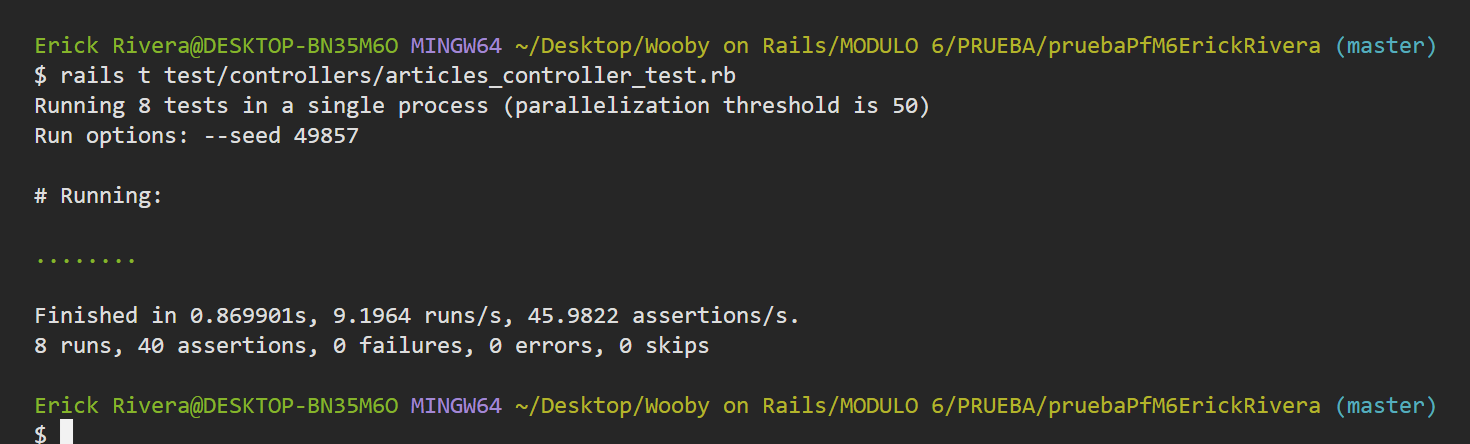 Erick Rivera@DESKTOP-BN35M6O MINGW64 ~/Desktop/Wooby on Rails/MODULO 6/PRUEBA/pruebaPfM6ErickRivera (master)
$ rails t test/controllers/articles_controller_test.rb
Running 8 tests in a single process (parallelization threshold is 50)
Run options: --seed 49857
# Running:
........
Finished in 0.869901s, 9.1964 runs/s, 45.9822 assertions/s.
8 runs, 40 assertions, 0 failures, 0 errors, 0 skips
Erick Rivera@DESKTOP-BN35M6O MINGW64 ~/Desktop/Wooby on Rails/MODULO 6/PRUEBA/pruebaPfM6ErickRivera (master)
$